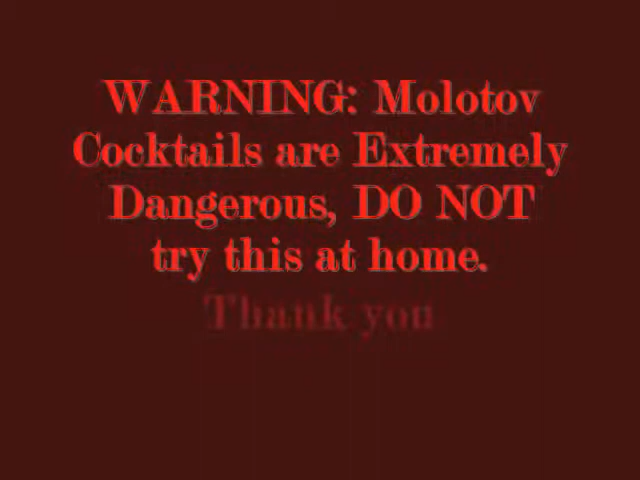 WARNING: Molotov
Cocktails are Extremely
Dangerous, DO NOT
try this at home.
Thank you